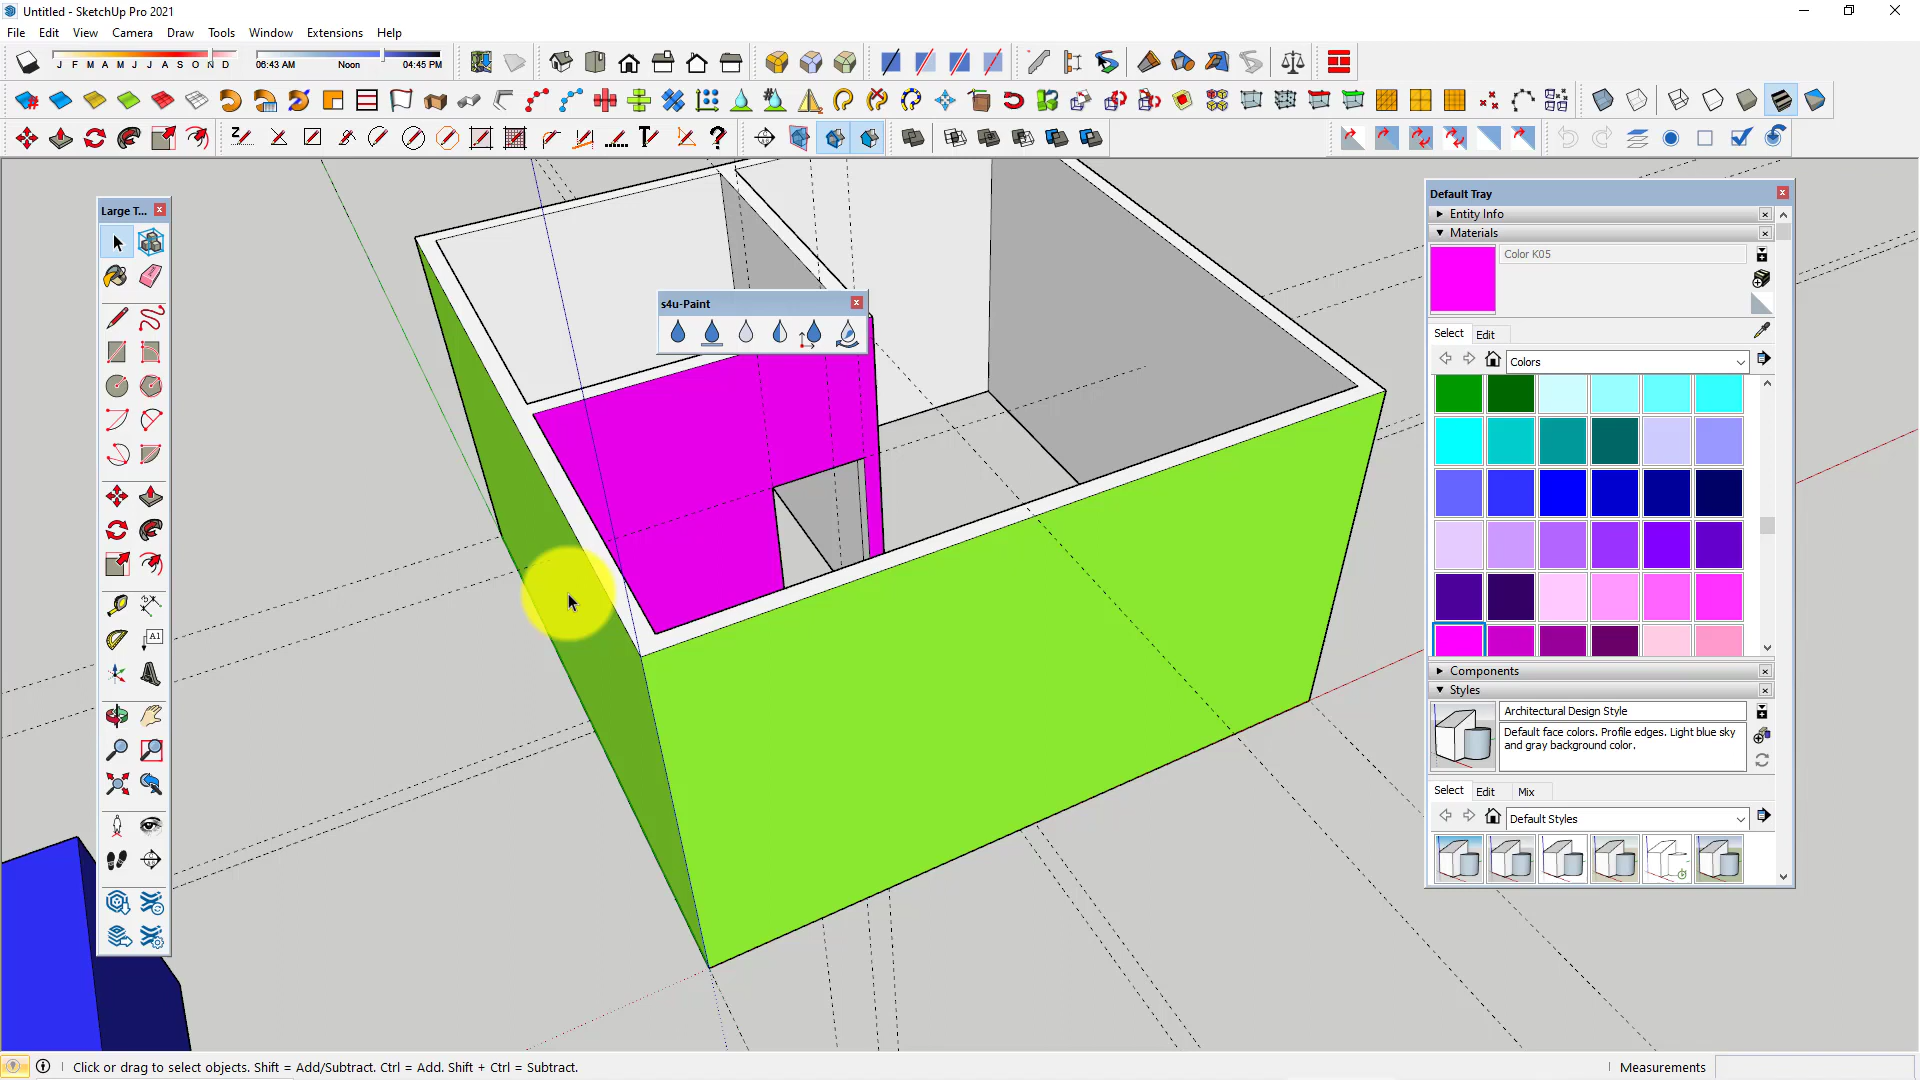 Untitled - SketchUp Pro 2021
File Edit View Camera Draw Tools Window Extensions Help
J F M A M J J A S O N D
06:43 AM Noon 04:45 PM
Large T...
A1
s4u-Paint
Default Tray
Entity Info
Materials
Color K05
Select Edit
Colors
Components
Styles
Architectural Design Style
Default face colors. Profile edges. Light blue sky
and gray background color.
Select Edit Mix
Default Styles
Click or drag to select objects. Shift = Add/Subtract. Ctrl = Add. Shift + Ctrl = Subtract.
Measurements